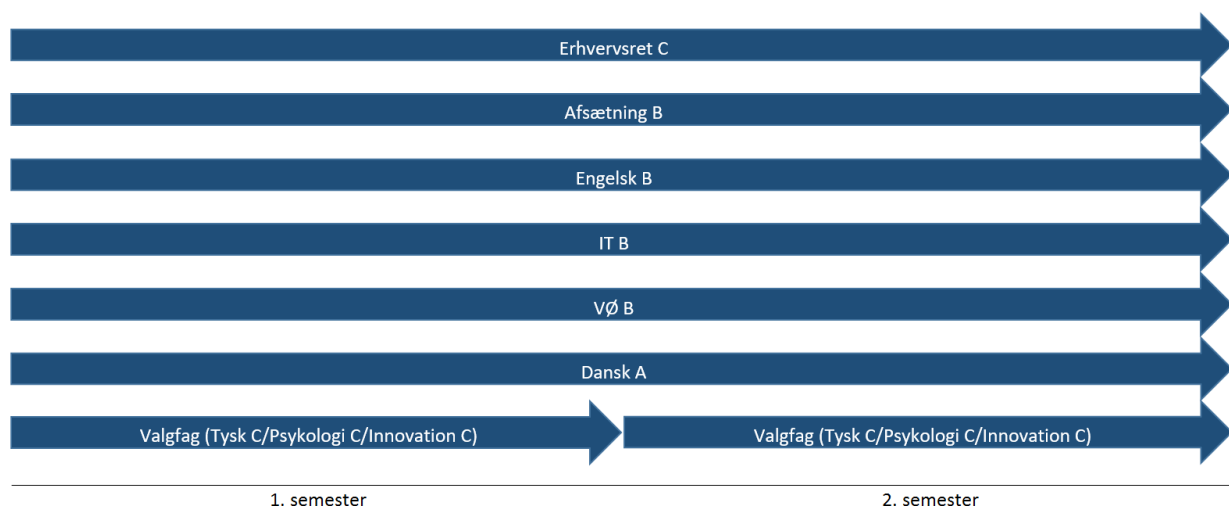 Erhvervsret C
Afsætning B
Engelsk B
IT B
VØ B
Dansk A
Valgfag (Tysk C/Psykologi C/Innovation C)
Valgfag (Tysk C/Psykologi C/Innovation C)
1. semester
2. semester